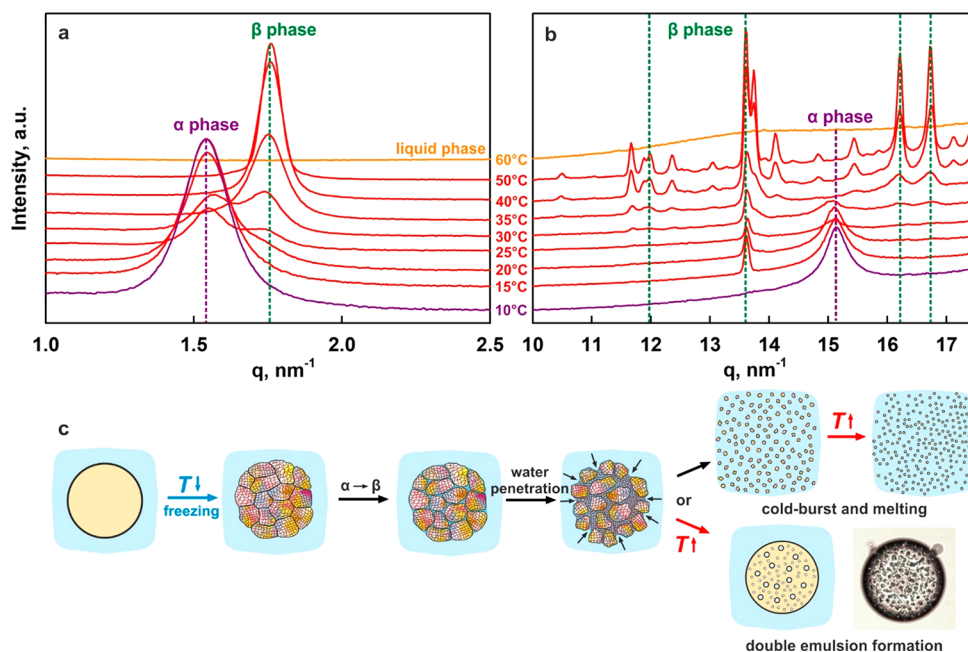 a
β phase
α phase
liquid phase
Intensity, a.u.
1.0
1.5
2.0
2.5
q, nm-1
60°C
50°C
40°C
35°C
30°C
25°C
20°C
15°C
10°C
b
β phase
α phase
10
11
12
13
14
15
16
17
q, nm-1
c
T↓
freezing
α → β
water
penetration
or
T↑
cold-burst and melting
T↑
double emulsion formation